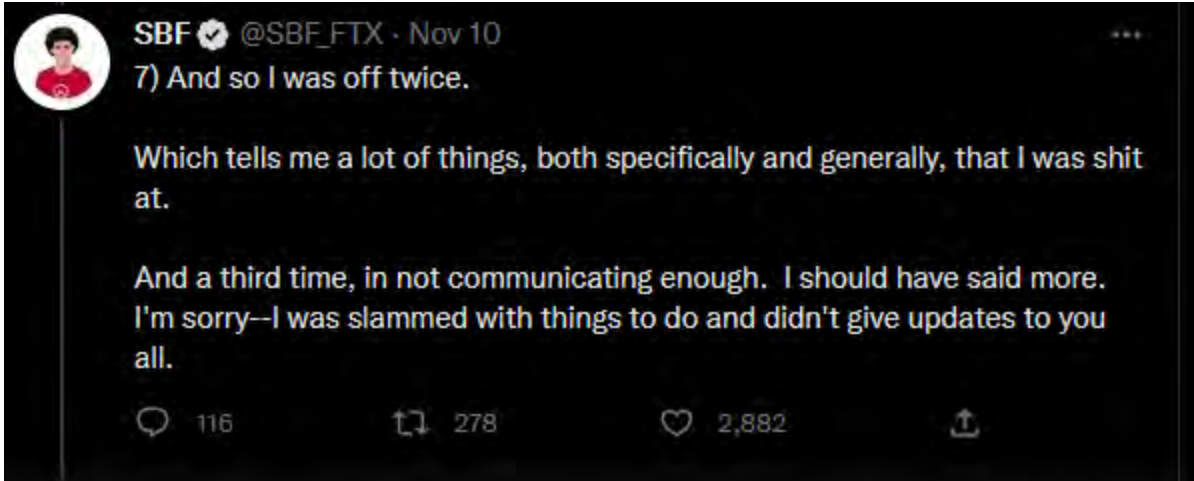 SBF @SBF_FTX · Nov 10
7) And so I was off twice.
Which tells me a lot of things, both specifically and generally, that I was shit
at.
And a third time, in not communicating enough.  I should have said more.
I'm sorry--I was slammed with things to do and didn't give updates to you
all.
116 278 2,882